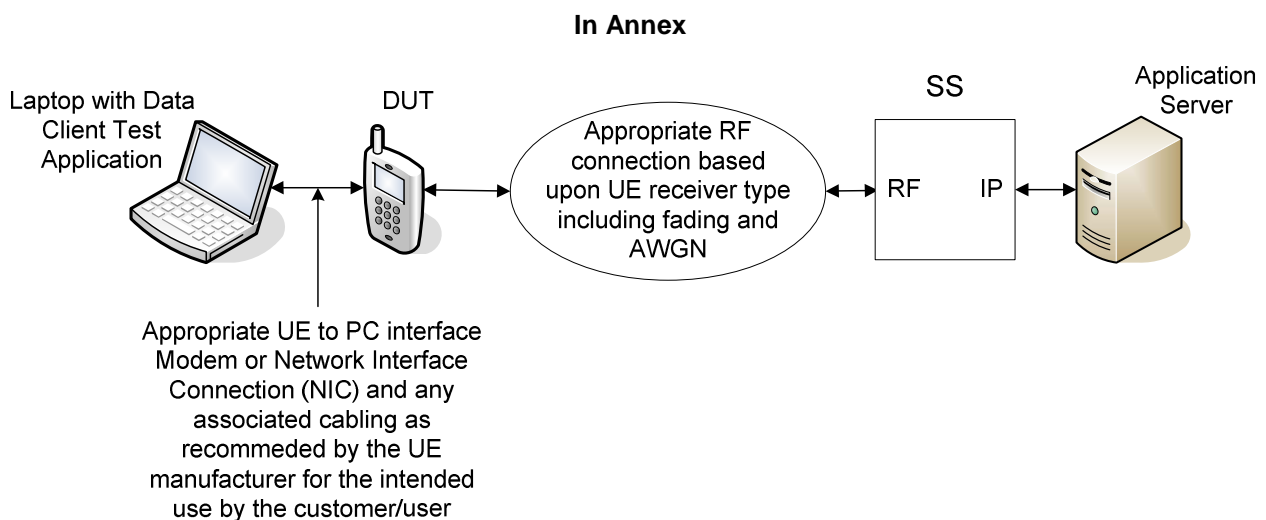 In Annex
Laptop with Data
Client Test
Application
DUT
Appropriate RF
connection based
upon UE receiver type
including fading and
AWGN
SS
RF
IP
Application
Server
Appropriate UE to PC interface
Modem or Network Interface
Connection (NIC) and any
associated cabling as
recommeded by the UE
manufacturer for the intended
use by the customer/user